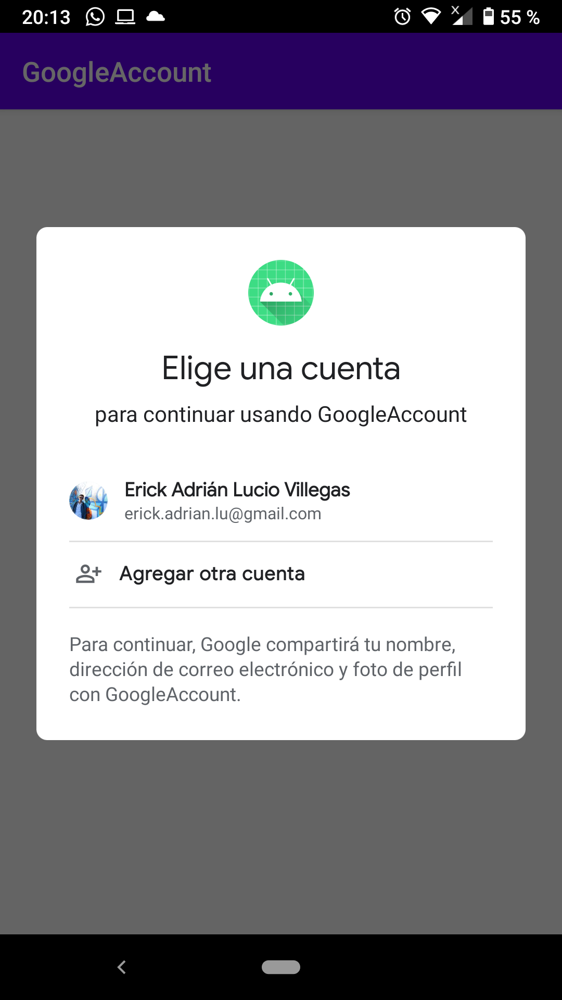 20:13
55 %
GoogleAccount
Elige una cuenta
para continuar usando GoogleAccount
Erick Adrián Lucio Villegas
erick.adrian.lu@gmail.com
Agregar otra cuenta
Para continuar, Google compartirá tu nombre,
dirección de correo electrónico y foto de perfil
con GoogleAccount.